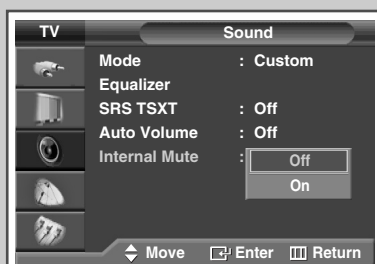 TV Sound
Mode : Custom
Equalizer
SRS TSXT : Off
Auto Volume : Off
Internal Mute : Off
On
Move Enter Return